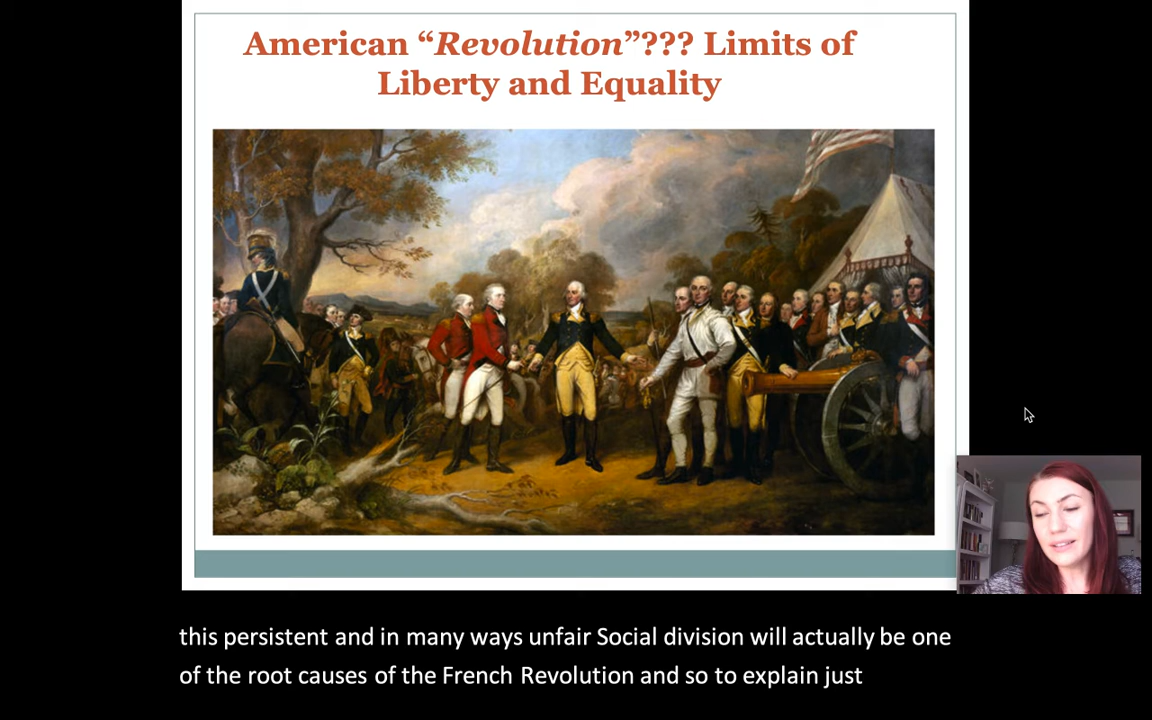 American “Revolution”??? Limits of
Liberty and Equality
this persistent and in many ways unfair Social division will actually be one
of the root causes of the French Revolution and so to explain just